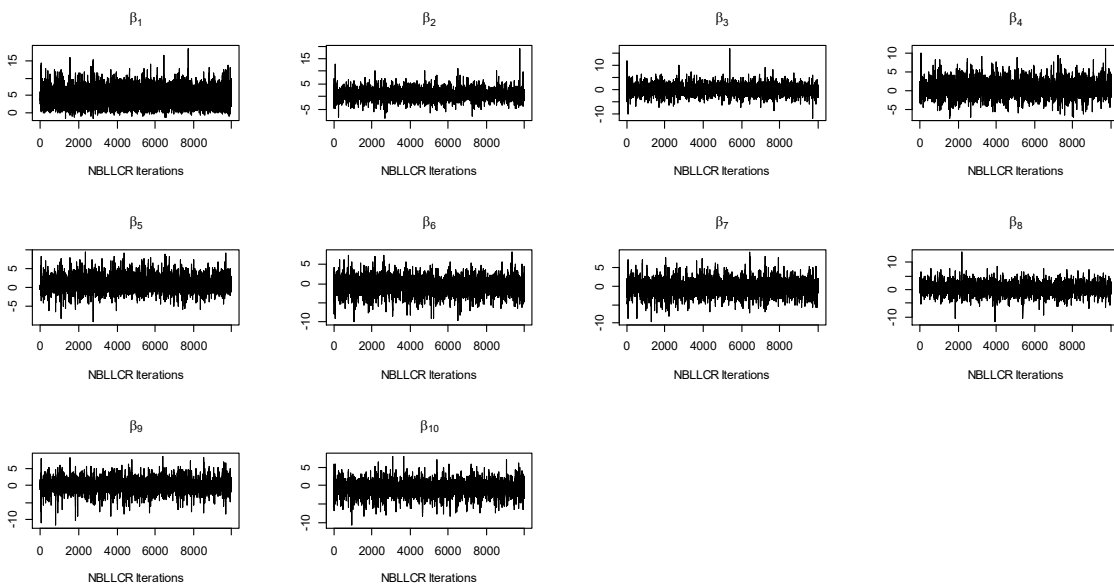 β1 β2 β3 β4
15 5 0
15 5 -5
10 0 -10
10 5 0 -5
0 2000 4000 6000 8000 0 2000 4000 6000 8000 0 2000 4000 6000 8000 0 2000 4000 6000 8000
NBLLCR Iterations NBLLCR Iterations NBLLCR Iterations NBLLCR Iterations
β5 β6 β7 β8
5 -5
5 0 -10
5 0 -10
10 0 -10
0 2000 4000 6000 8000 0 2000 4000 6000 8000 0 2000 4000 6000 8000 0 2000 4000 6000 8000
NBLLCR Iterations NBLLCR Iterations NBLLCR Iterations NBLLCR Iterations
β9 β10
5 0 -10
5 0 -10
0 2000 4000 6000 8000 0 2000 4000 6000 8000
NBLLCR Iterations NBLLCR Iterations